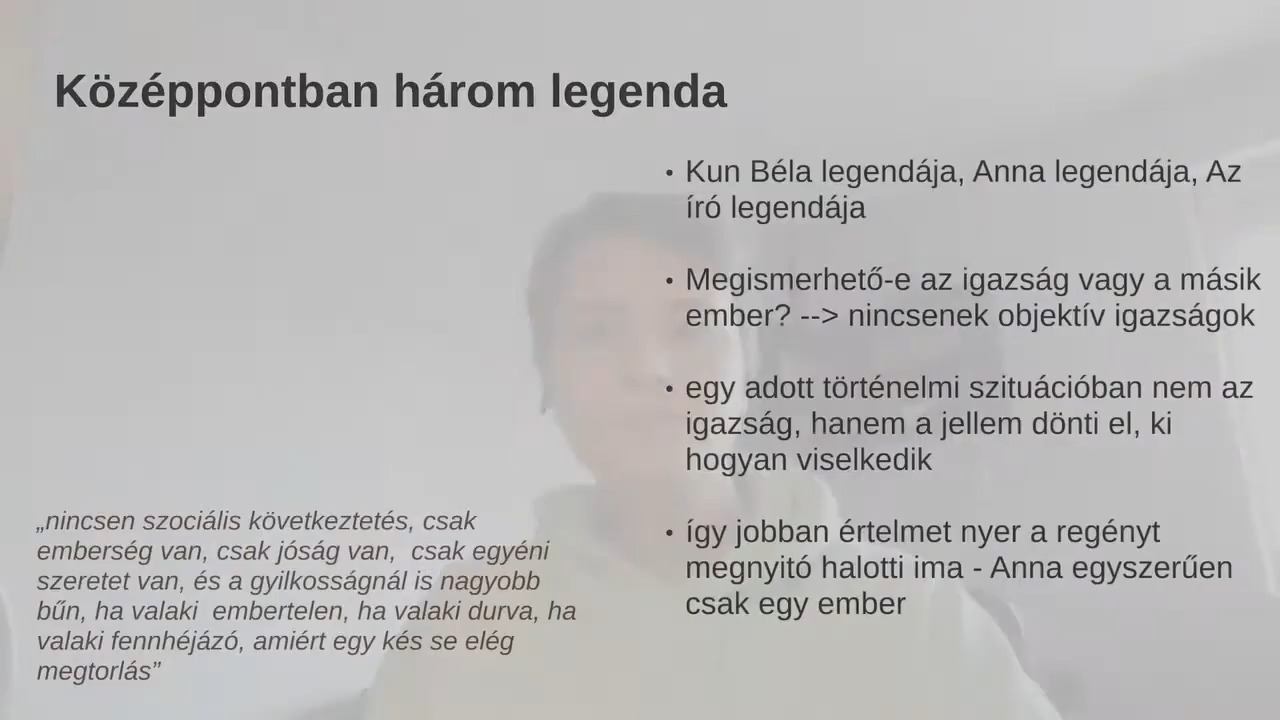 Középpontban három legenda
• Kun Béla legendája, Anna legendája, Az
író legendája
• Megismerhető-e az igazság vagy a másik
ember? --> nincsenek objektív igazságok
• egy adott történelmi szituációban nem az
igazság, hanem a jellem dönti el, ki
hogyan viselkedik
• így jobban értelmet nyer a regényt
megnyitó halotti ima - Anna egyszerűen
csak egy ember
„nincsen szociális következtetés, csak
emberség van, csak jóság van, csak egyéni
szeretet van, és a gyilkosságnál is nagyobb
bűn, ha valaki embertelen, ha valaki durva, ha
valaki fennhéjázó, amiért egy kés se elég
megtorlás”